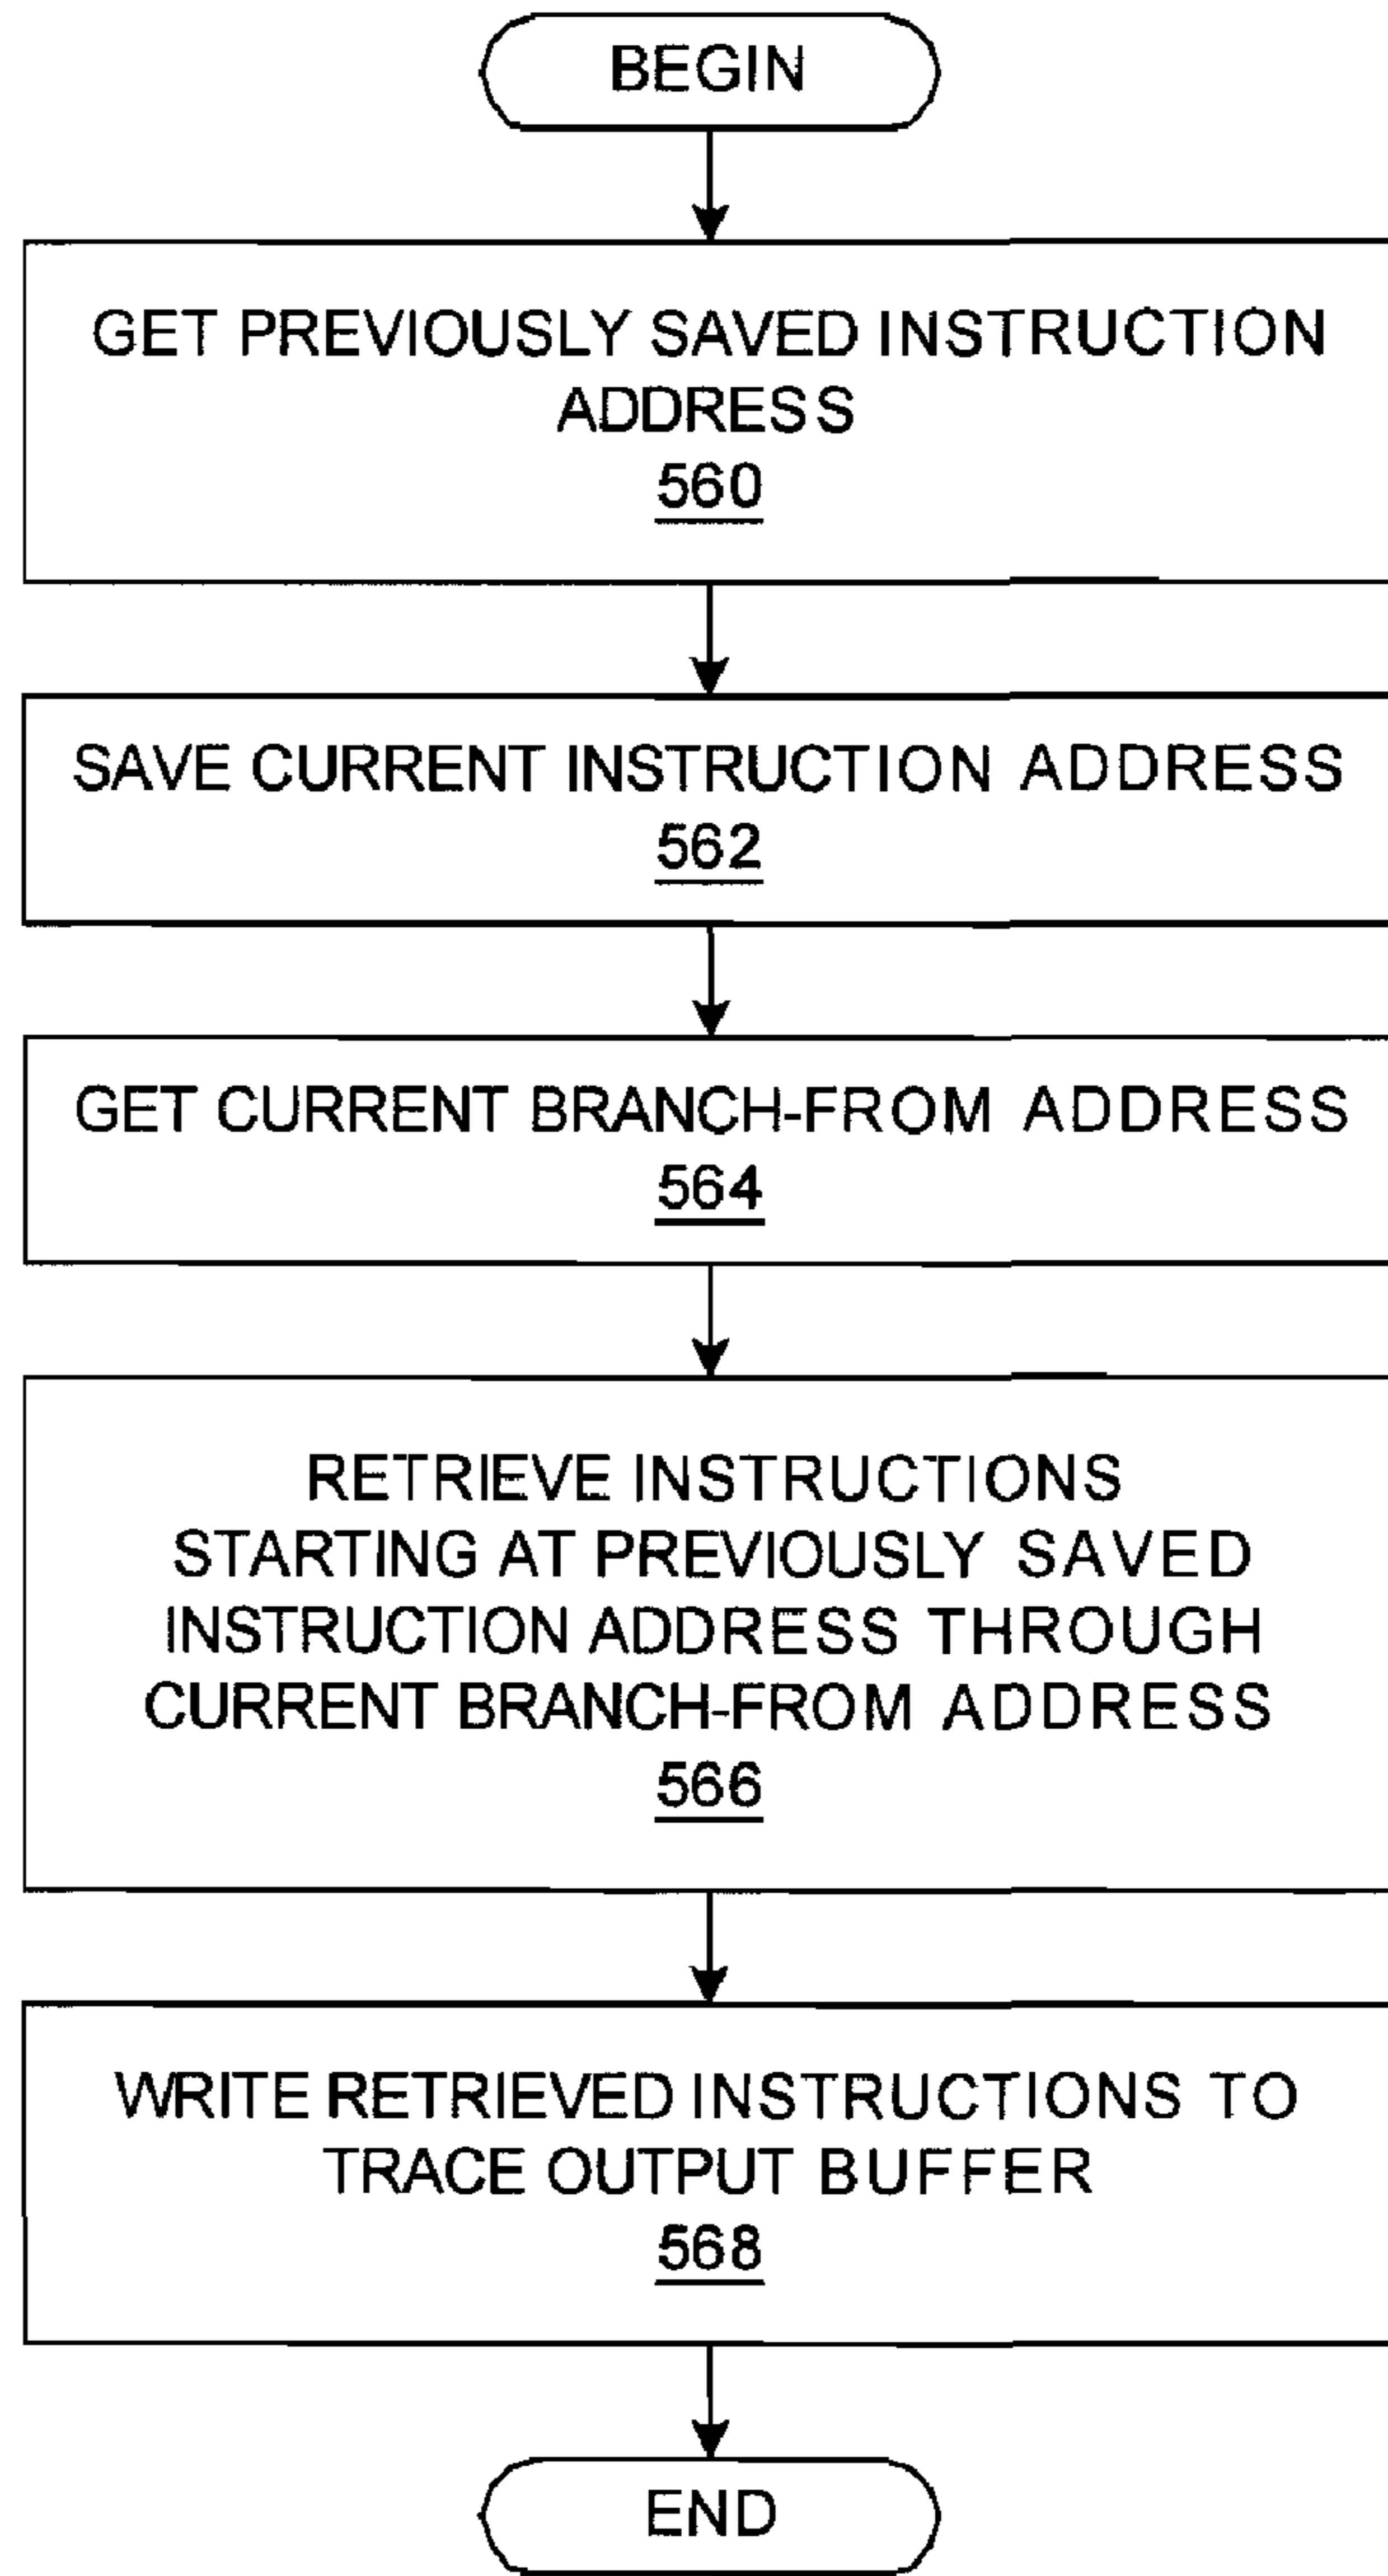 BEGIN
GET PREVIOUSLY SAVED INSTRUCTION
ADDRESS
560
SAVE CURRENT INSTRUCTION ADDRESS
562
GET CURRENT BRANCH-FROM ADDRESS
564
RETRIEVE INSTRUCTIONS
STARTING AT PREVIOUSLY SAVED
INSTRUCTION ADDRESS THROUGH
CURRENT BRANCH-FROM ADDRESS
566
WRITE RETRIEVED INSTRUCTIONS TO
TRACE OUTPUT BUFFER
568
END